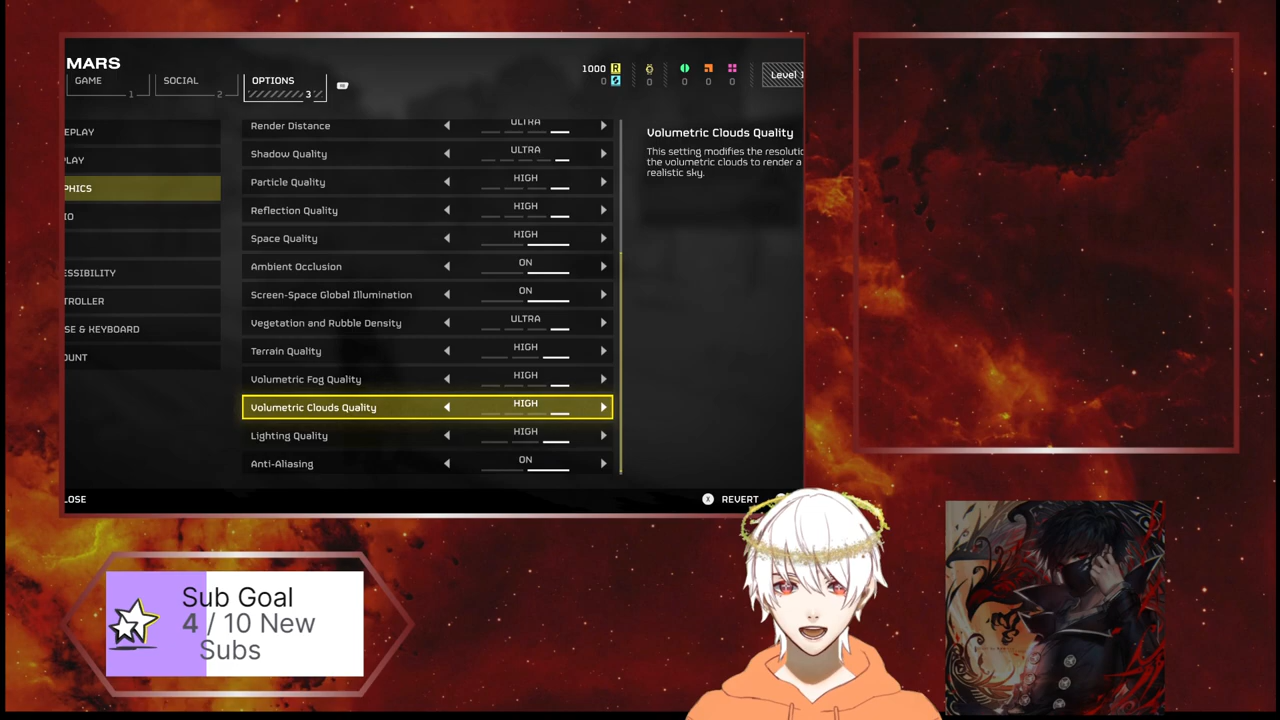 MARS
GAME
1
SOCIAL
2
OPTIONS
3
1000
0
0
0
0
0
Level 1
EPLAY
PLAY
PHICS
IO
ESSIBILITY
TROLLER
SE & KEYBOARD
OUNT
Render Distance ULTRA
Shadow Quality ULTRA
Particle Quality HIGH
Reflection Quality HIGH
Space Quality HIGH
Ambient Occlusion ON
Screen-Space Global Illumination ON
Vegetation and Rubble Density ULTRA
Terrain Quality HIGH
Volumetric Fog Quality HIGH
Volumetric Clouds Quality HIGH
Lighting Quality HIGH
Anti-Aliasing ON
Volumetric Clouds Quality
This setting modifies the resolutio
the volumetric clouds to render a
realistic sky.
LOSE
X REVERT
Sub Goal
4 / 10 New
Subs